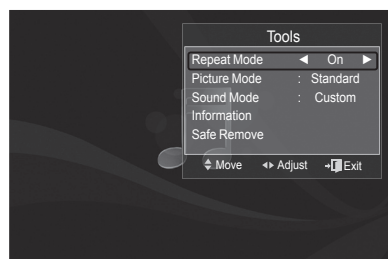 Tools
Repeat Mode ◀ On ▶
Picture Mode : Standard
Sound Mode : Custom
Information
Safe Remove
Move Adjust Exit